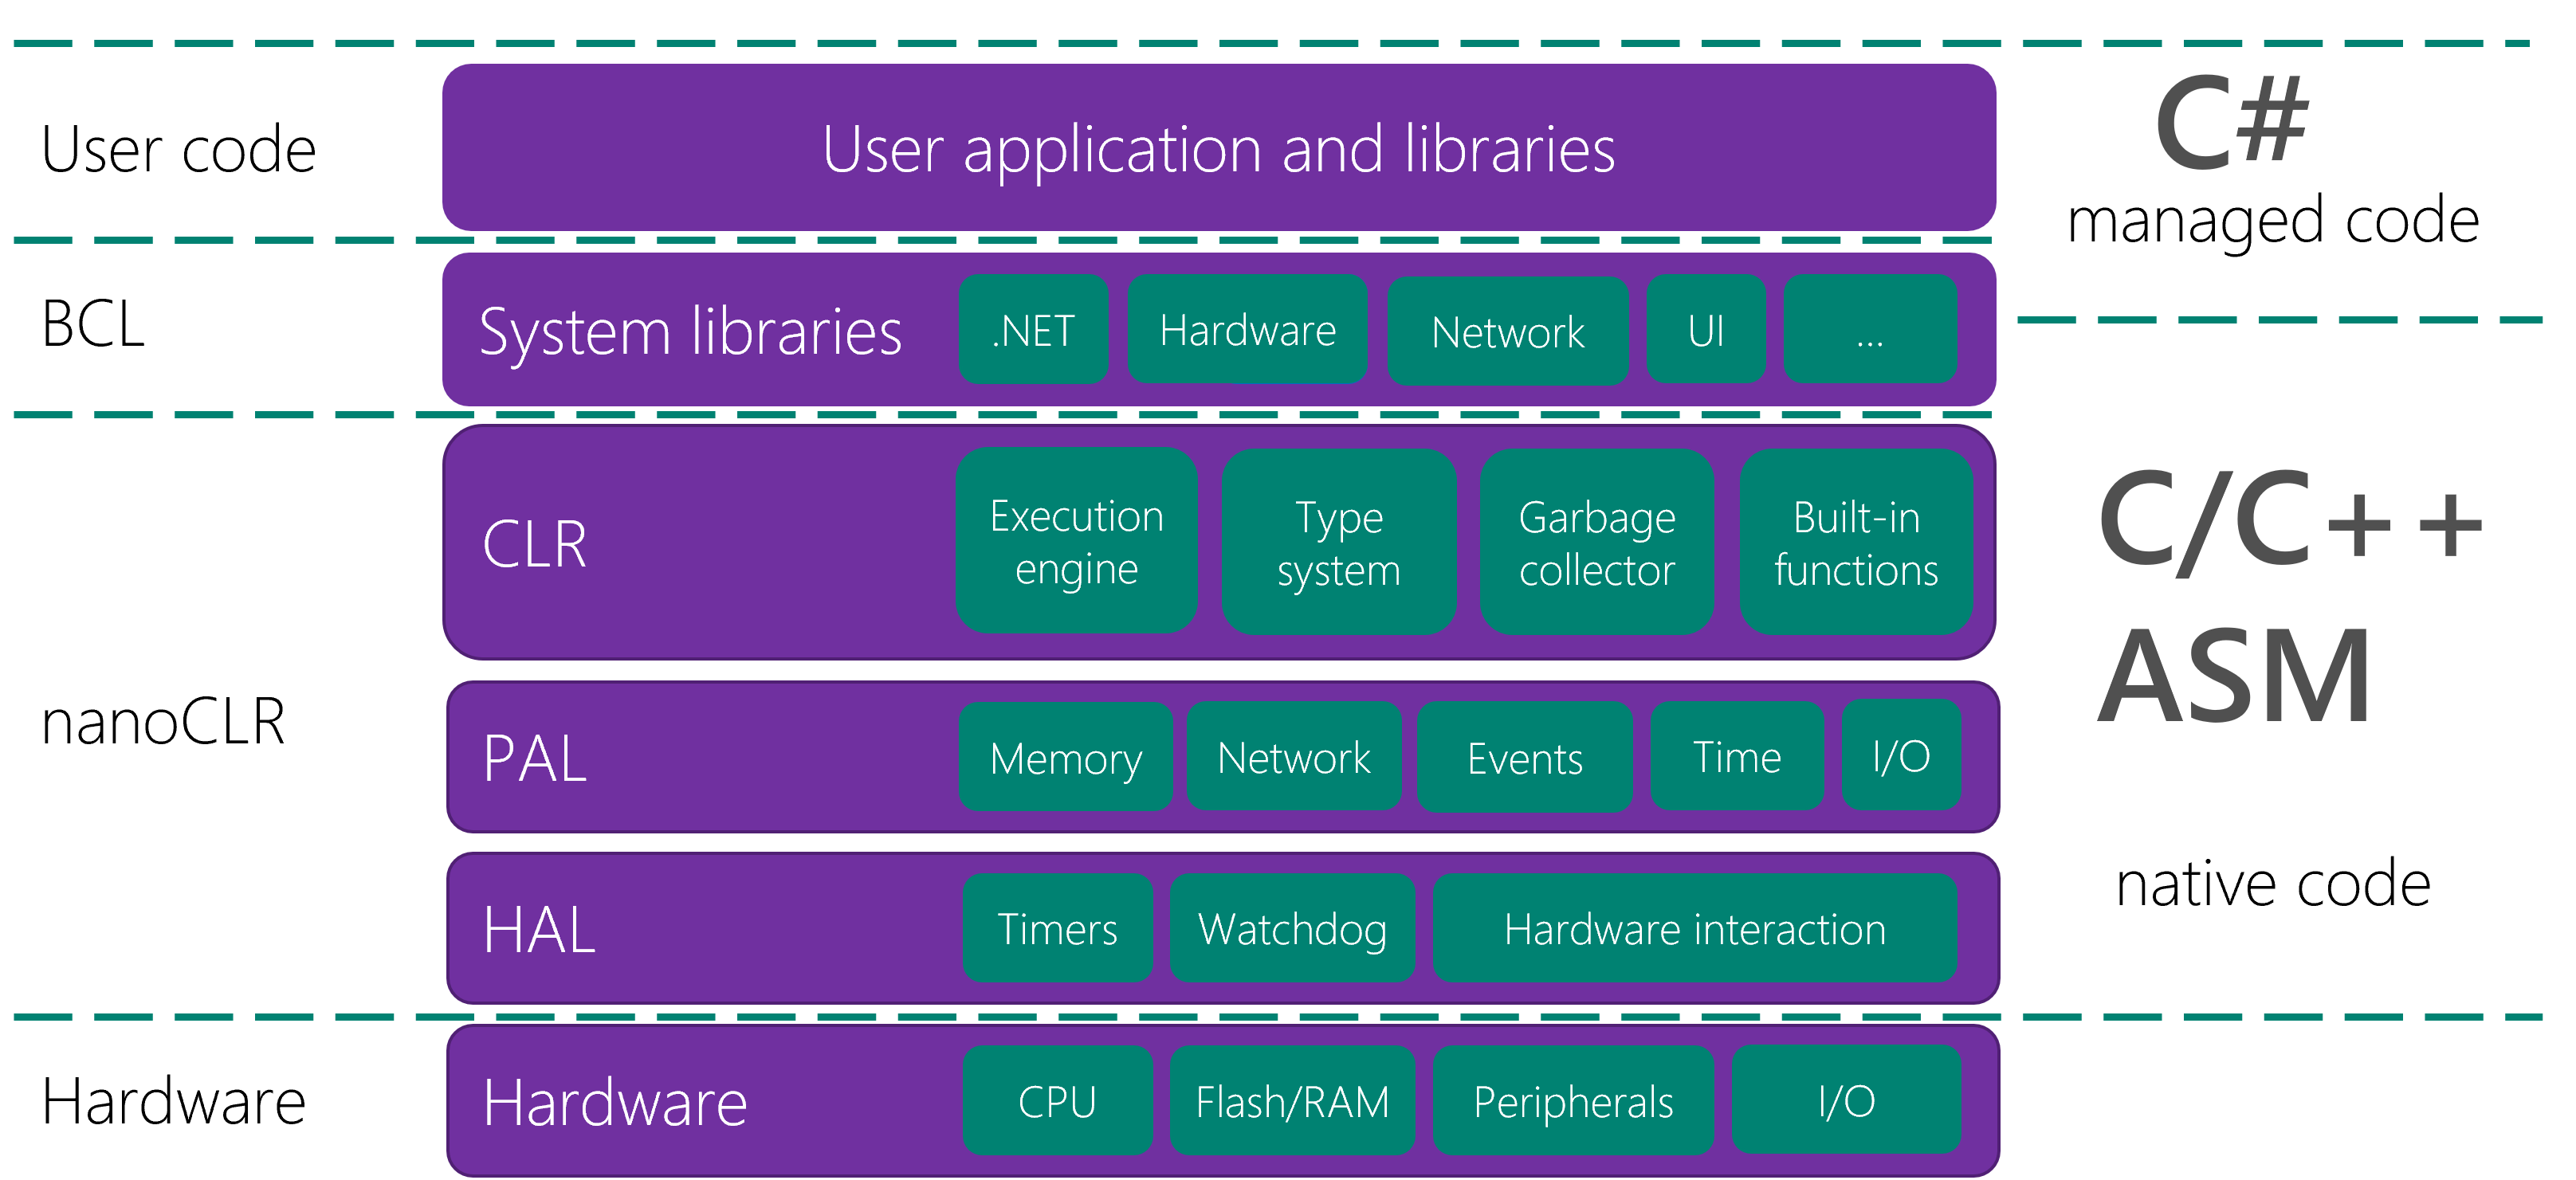 User code
User application and libraries
C#
managed code
BCL
System libraries
.NET
Hardware
Network
UI
...
nanoCLR
CLR
Execution
engine
Type
system
Garbage
collector
Built-in
functions
C/C++
ASM
native code
PAL
Memory
Network
Events
Time
I/O
HAL
Timers
Watchdog
Hardware interaction
Hardware
Hardware
CPU
Flash/RAM
Peripherals
I/O